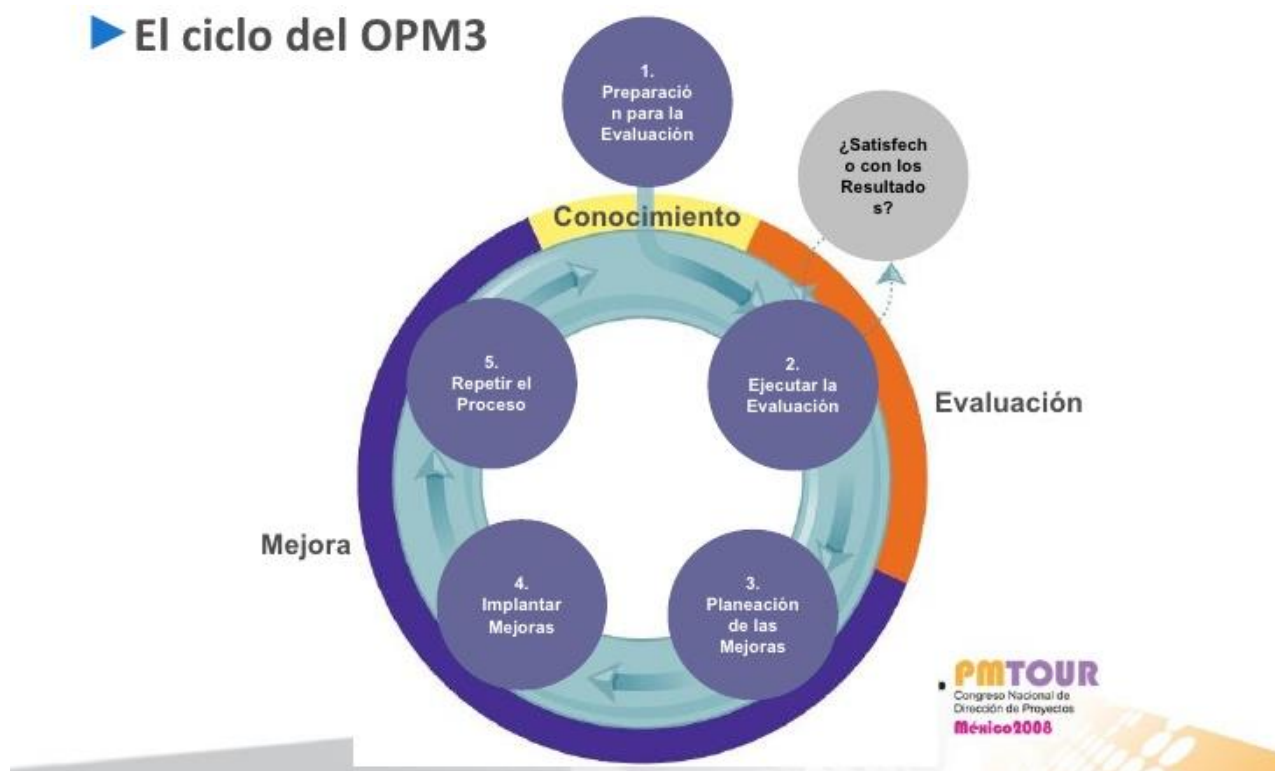 El ciclo del OPM3
1.
Preparació
n para la
Evaluación
¿Satisfech
o con los
Resultado
s?
Conocimiento
5.
Repetir el
Proceso
2.
Ejecutar la
Evaluación
Evaluación
Mejora
4.
Implantar
Mejoras
3.
Planeación
de las
Mejoras
PMTOUR
Congreso Nacional de
Dirección de Proyectos
México2008